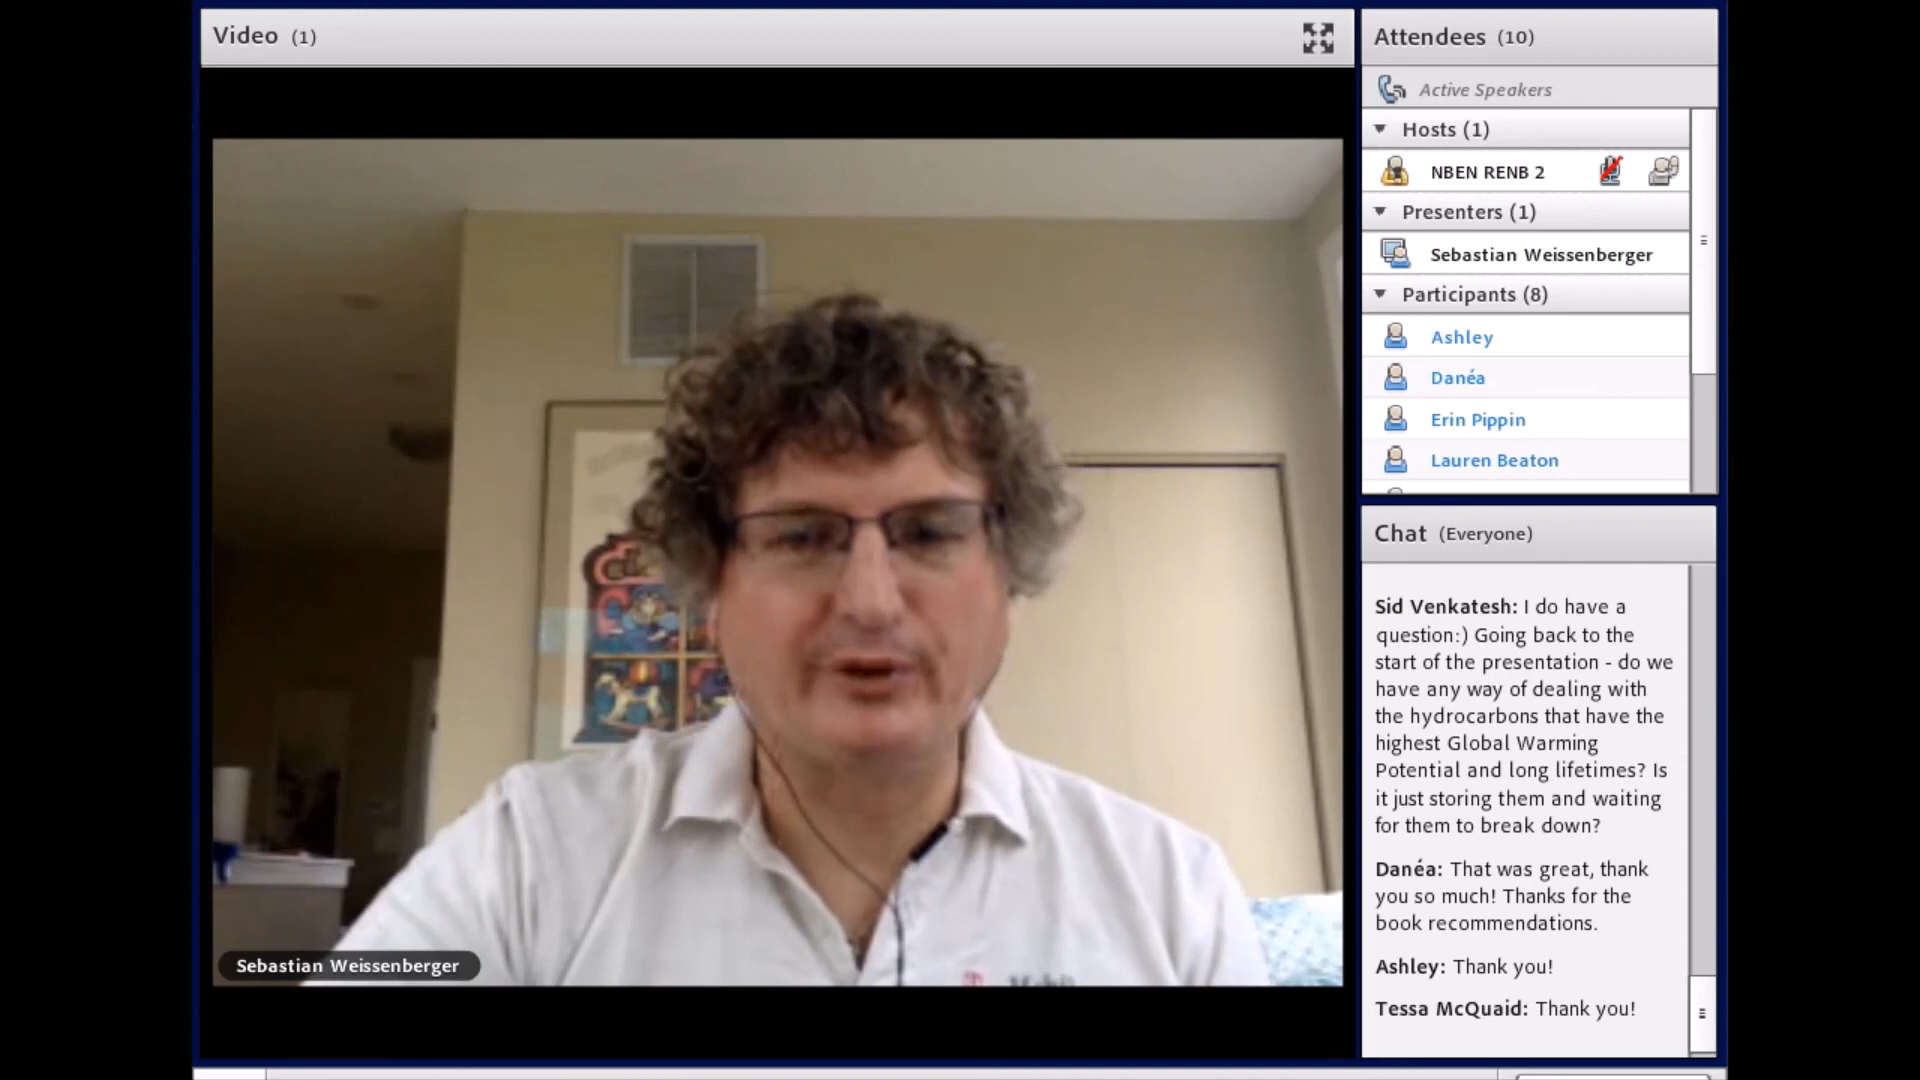 Video (1)
Attendees (10)
Active Speakers
Hosts (1)
NBEN RENB 2
Presenters (1)
Sebastian Weissenberger
Participants (8)
Ashley
Danéa
Erin Pippin
Lauren Beaton
Sebastian Weissenberger
Chat (Everyone)
Sid Venkatesh: I do have a
question:) Going back to the
start of the presentation - do we
have any way of dealing with
the hydrocarbons that have the
highest Global Warming
Potential and long lifetimes? Is
it just storing them and waiting
for them to break down?
Danéa: That was great, thank
you so much! Thanks for the
book recommendations.
Ashley: Thank you!
Tessa McQuaid: Thank you!